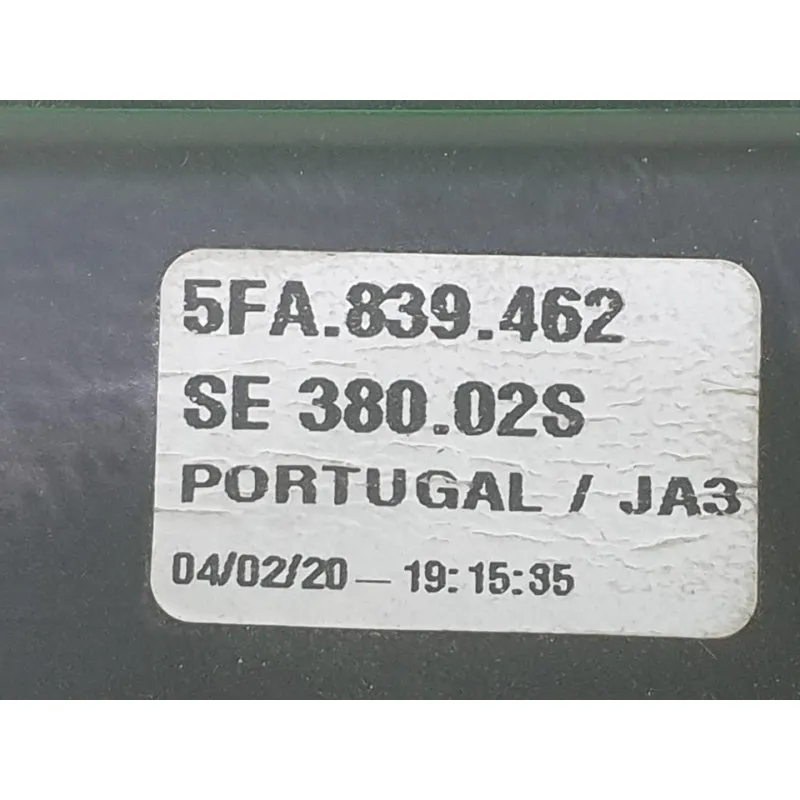 5FA.839.462
SE 380.02S
PORTUGAL / JA3
04/02/20 — 19:15:35